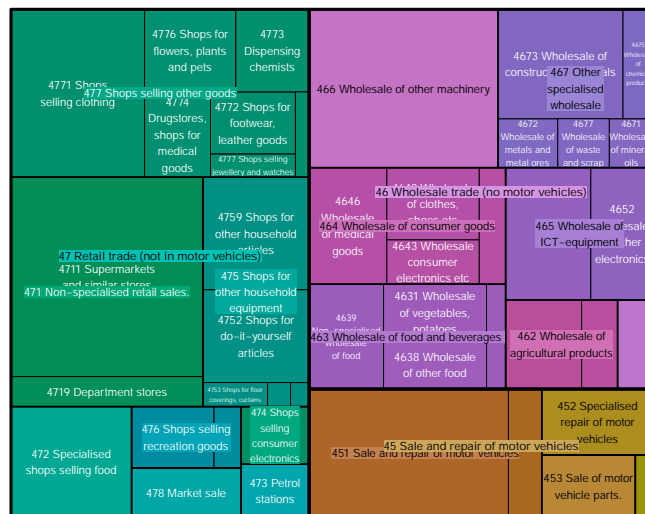 4776 Shops for
flowers, plants
and pets
4773
Dispensing
chemists
4771 Shops
selling clothing
477 Shops selling other goods
4774
Drugstores,
shops for
medical
goods
4772 Shops for
footwear,
leather goods
4777 Shops selling
jewellery and watches
466 Wholesale of other machinery
4673 Wholesale of
467 Other
specialised
wholesale
4672
Wholesale of
metals and
metal ores
4677
Wholesale
of waste
and scrap
4671
Wholesale
of mineral
oils
4759 Shops for
other household
articles
47 Retail trade (not in motor vehicles)
4711 Supermarkets
and similar stores
471 Non-specialised retail sales.
475 Shops for
other household
equipment
4752 Shops for
do-it-yourself
articles
4719 Department stores
4753 Shops for floor
coverings, curtains
46 Wholesale trade (no motor vehicles)
4646
Wholesale
of medical
goods
of clothes,
464 Wholesale of consumer goods
4643 Wholesale
consumer
electronics etc
465 Wholesale of
ICT-equipment
4652
electronic
4639
of food
4631 Wholesale
of vegetables,
potatoes
463 Wholesale of food and beverages
4638 Wholesale
of other food
462 Wholesale of
agricultural products
472 Specialised
shops selling food
476 Shops selling
recreation goods
474 Shops
selling
consumer
electronics
478 Market sale
473 Petrol
stations
45 Sale and repair of motor vehicles
451 Sale and repair of motor vehicles
452 Specialised
repair of motor
vehicles
453 Sale of motor
vehicle parts.